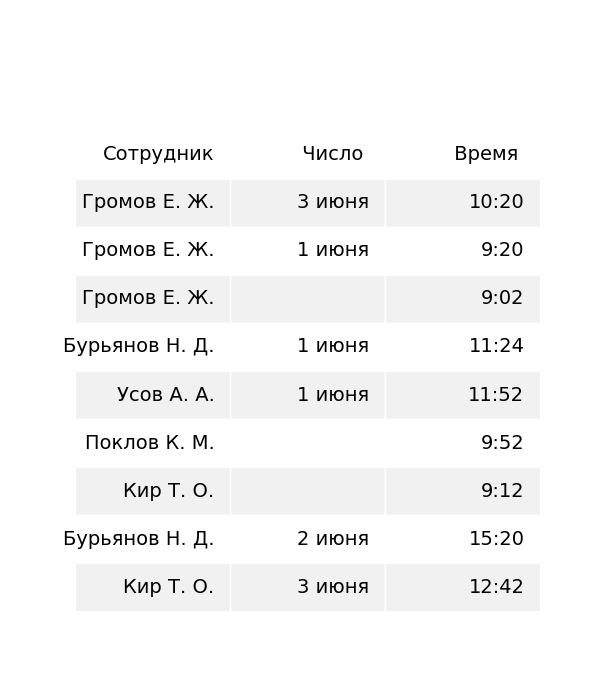 Сотрудник Число Время
Громов Е. Ж. 3 июня 10:20
Громов Е. Ж. 1 июня 9:20
Громов Е. Ж. 9:02
Бурьянов Н. Д. 1 июня 11:24
Усов А. А. 1 июня 11:52
Поклов К. М. 9:52
Кир Т. О. 9:12
Бурьянов Н. Д. 2 июня 15:20
Кир Т. О. 3 июня 12:42